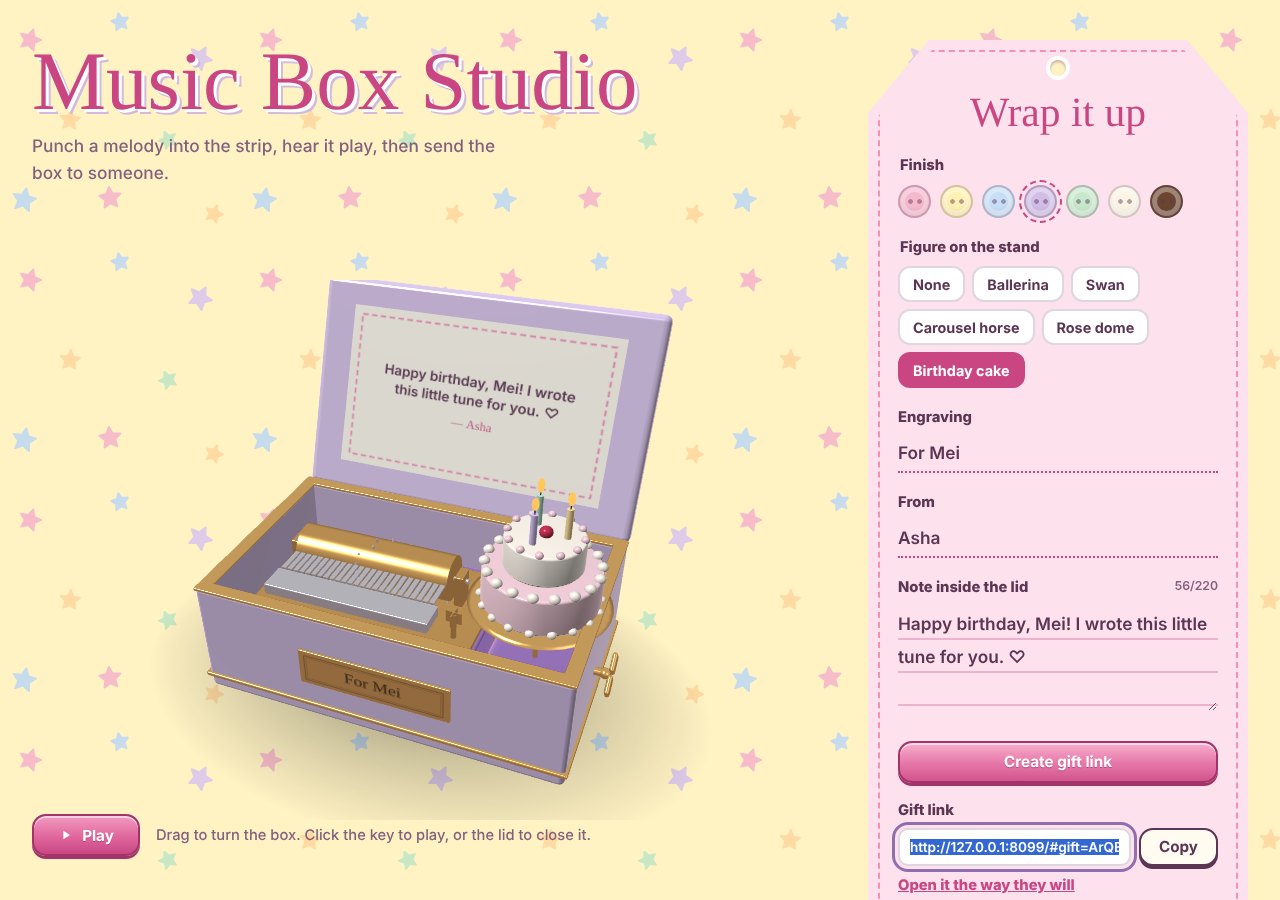 Music Box Studio
Punch a melody into the strip, hear it play, then send the
box to someone.
Happy birthday, Mei! I wrote
this little tune for you. ♡
— Asha
For Mei
Play
Drag to turn the box. Click the key to play, or the lid to close it.
Wrap it up
Finish
Figure on the stand
None
Ballerina
Swan
Carousel horse
Rose dome
Birthday cake
Engraving
For Mei
From
Asha
Note inside the lid
56/220
Happy birthday, Mei! I wrote this little
tune for you. ♡
Create gift link
Gift link
http://127.0.0.1:8099/#gift=ArQE
Copy
Open it the way they will